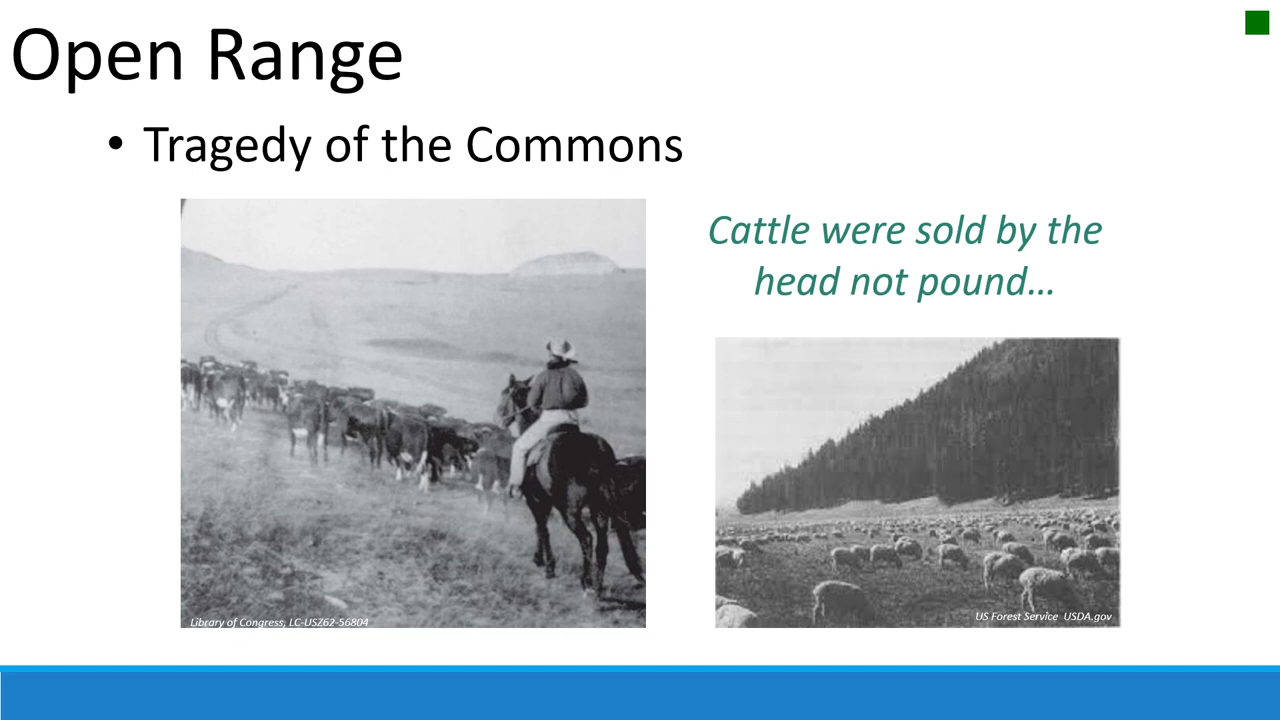 Open Range
• Tragedy of the Commons
Cattle were sold by the
head not pound…
Library of Congress, LC-USZ62-56804
US Forest Service USDA.gov